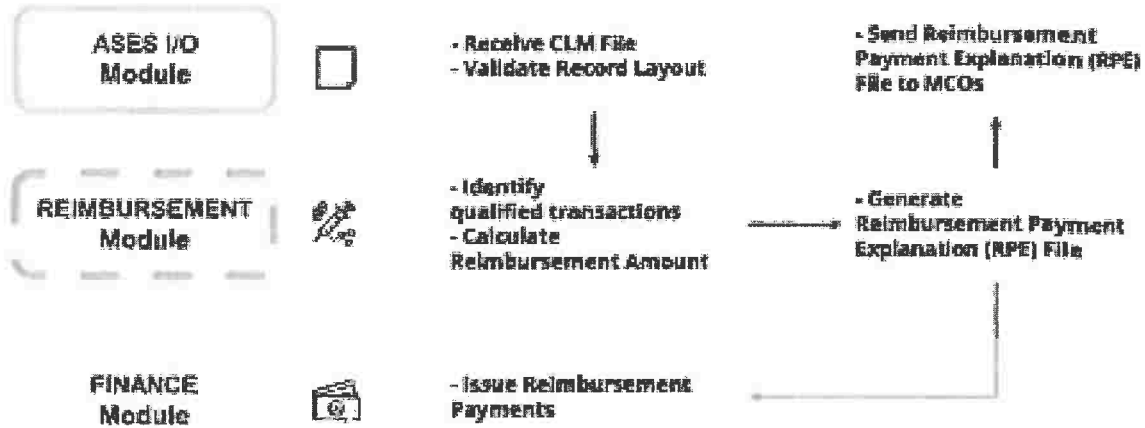 ASES I/O
Module
- Receive CLM File
- Validate Record Layout
- Send Reimbursement
Payment Explanation (RPE)
File to MCOs
REIMBURSEMENT
Module
- Identify
qualified transactions
- Calculate
Reimbursement Amount
- Generate
Reimbursement Payment
Explanation (RPE) File
FINANCE
Module
- Issue Reimbursement
Payments